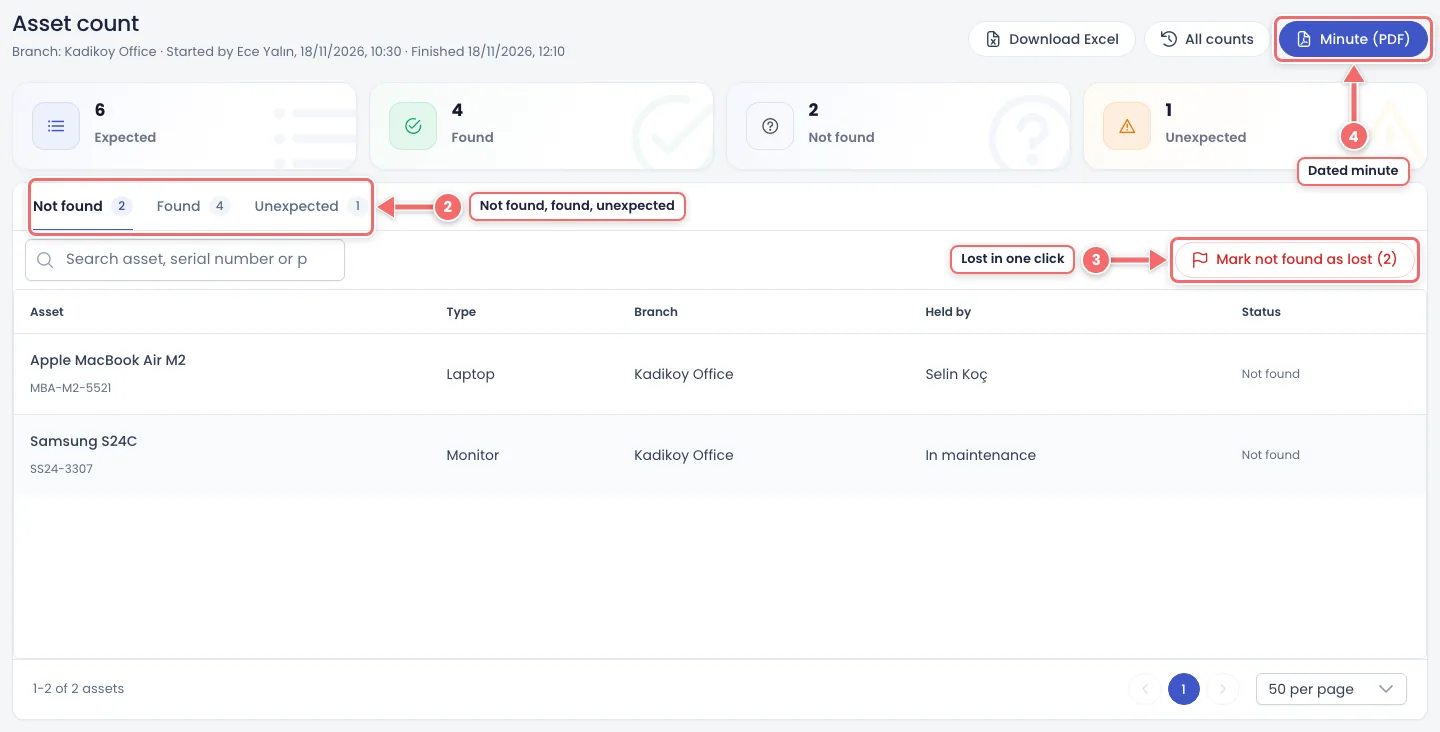 Asset count
Branch: Kadikoy Office · Started by Ece Yalın, 18/11/2026, 10:30 · Finished 18/11/2026, 12:10
Download Excel
All counts
Minute (PDF)
6
Expected
4
Found
2
Not found
1
Unexpected
4
Dated minute
Not found 2
Found 4
Unexpected 1
2
Not found, found, unexpected
Search asset, serial number or p
Lost in one click
3
Mark not found as lost (2)
Asset Type Branch Held by Status
Apple MacBook Air M2
MBA-M2-5521
Laptop Kadikoy Office Selin Koç Not found
Samsung S24C
SS24-3307
Monitor Kadikoy Office In maintenance Not found
1-2 of 2 assets
1
50 per page